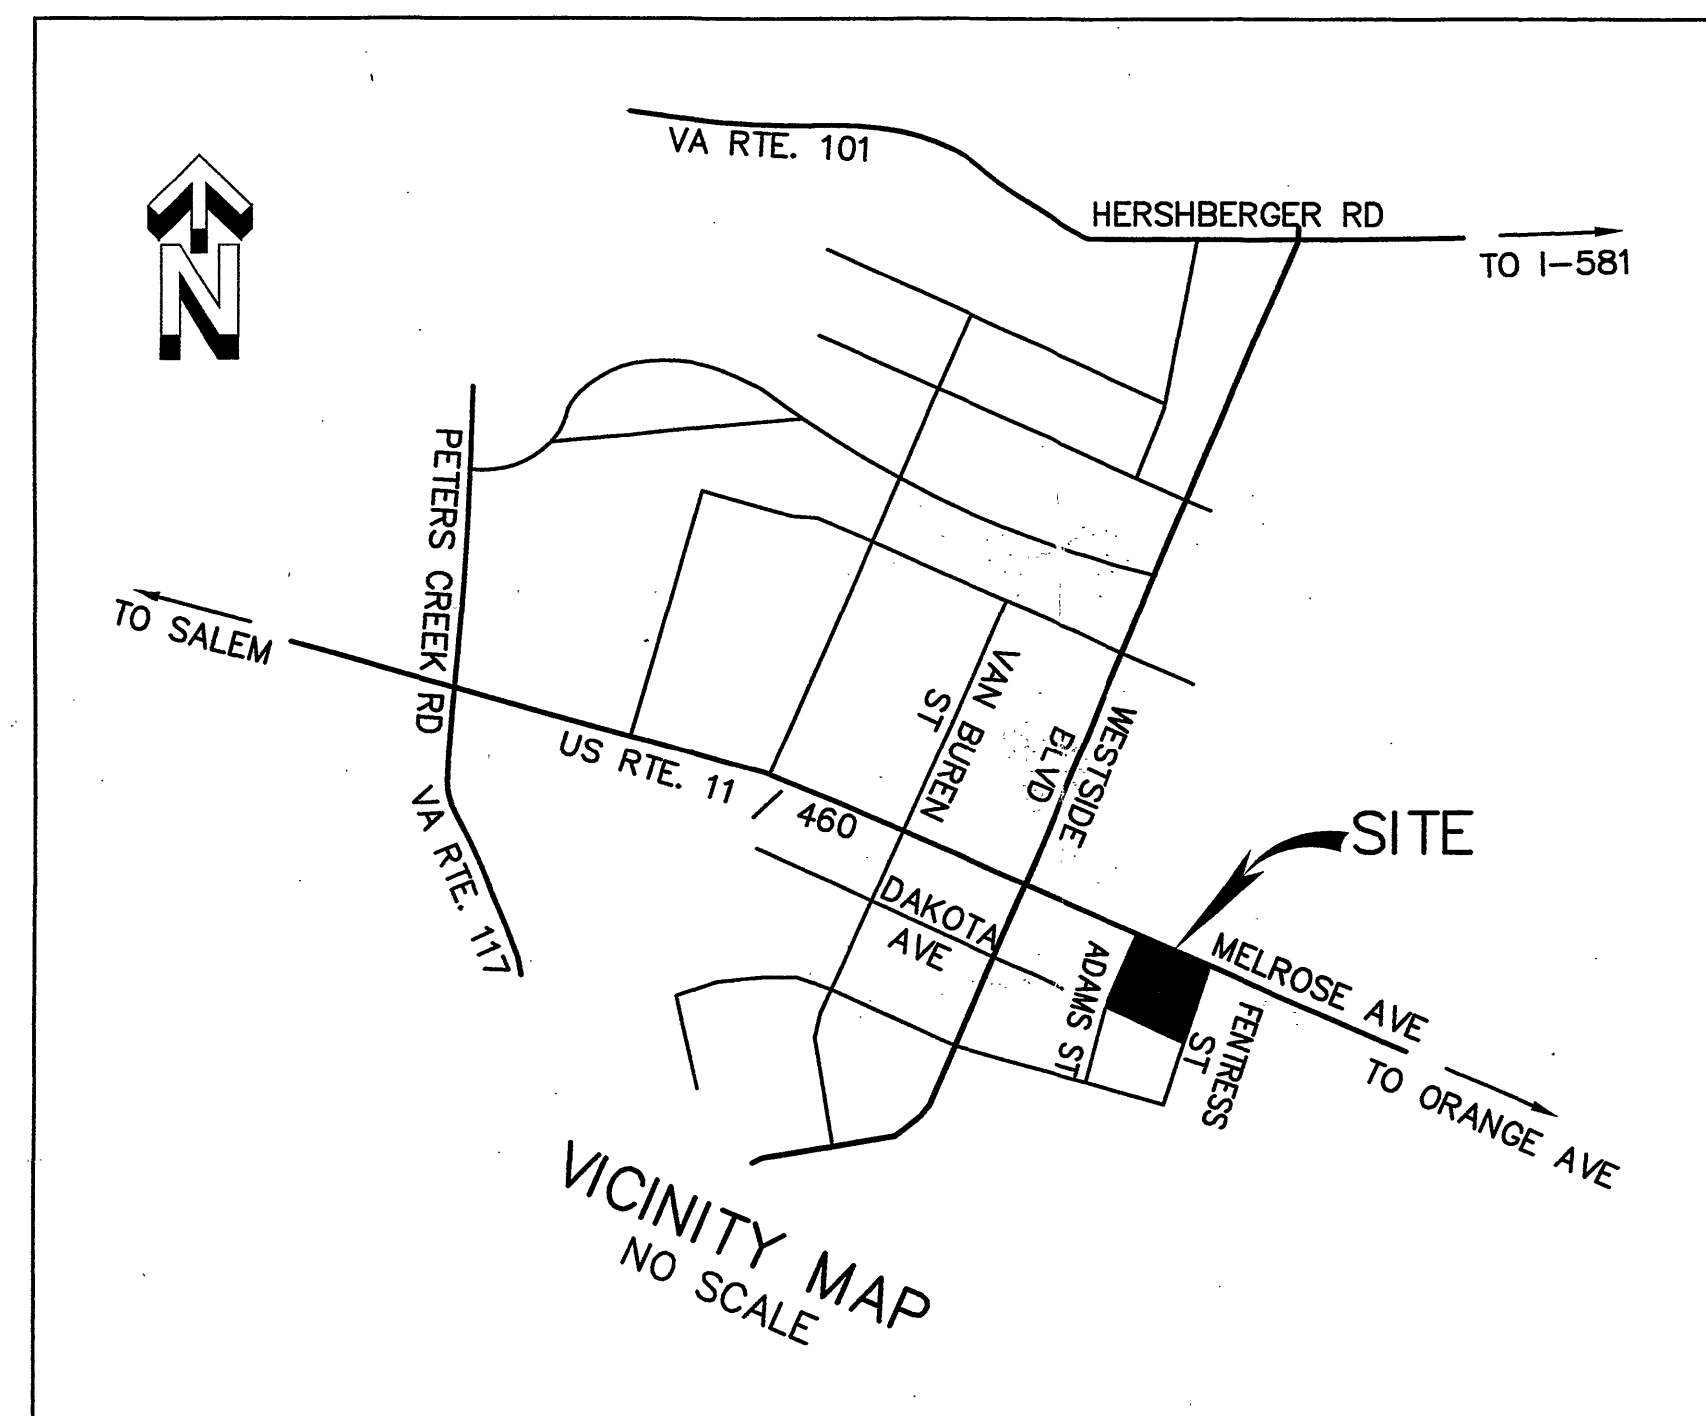 VA RTE. 101
HERSHBERGER RD
TO I-581
N
PETERS CREEK RD
TO SALEM
VAN BUREN
ST
WESTSIDE
BLVD
US RTE. 11 / 460
VA RTE. 117
SITE
DAKOTA
AVE
ADAMS ST
MELROSE AVE
FENTRESS
ST
TO ORANGE AVE
VICINITY MAP
NO SCALE